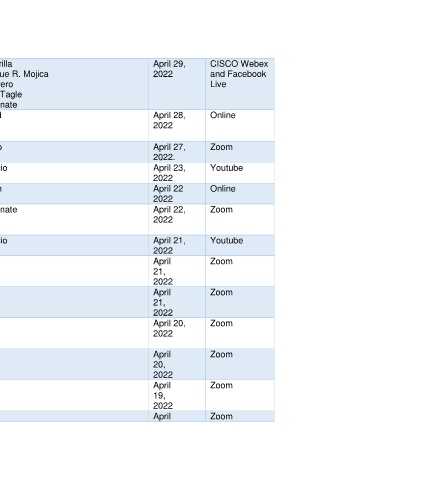 rilla April 29, CISCO Webex
ue R. Mojica 2022 and Facebook
ero Live
Tagle
nate
April 28, Online
2022
April 27, Zoom
2022.
cio April 23, Youtube
2022
April 22 Online
2022
nate April 22, Zoom
2022
cio April 21, Youtube
2022
April Zoom
21,
2022
April Zoom
21,
2022
April 20, Zoom
2022
April Zoom
20,
2022
April Zoom
19,
2022
April Zoom